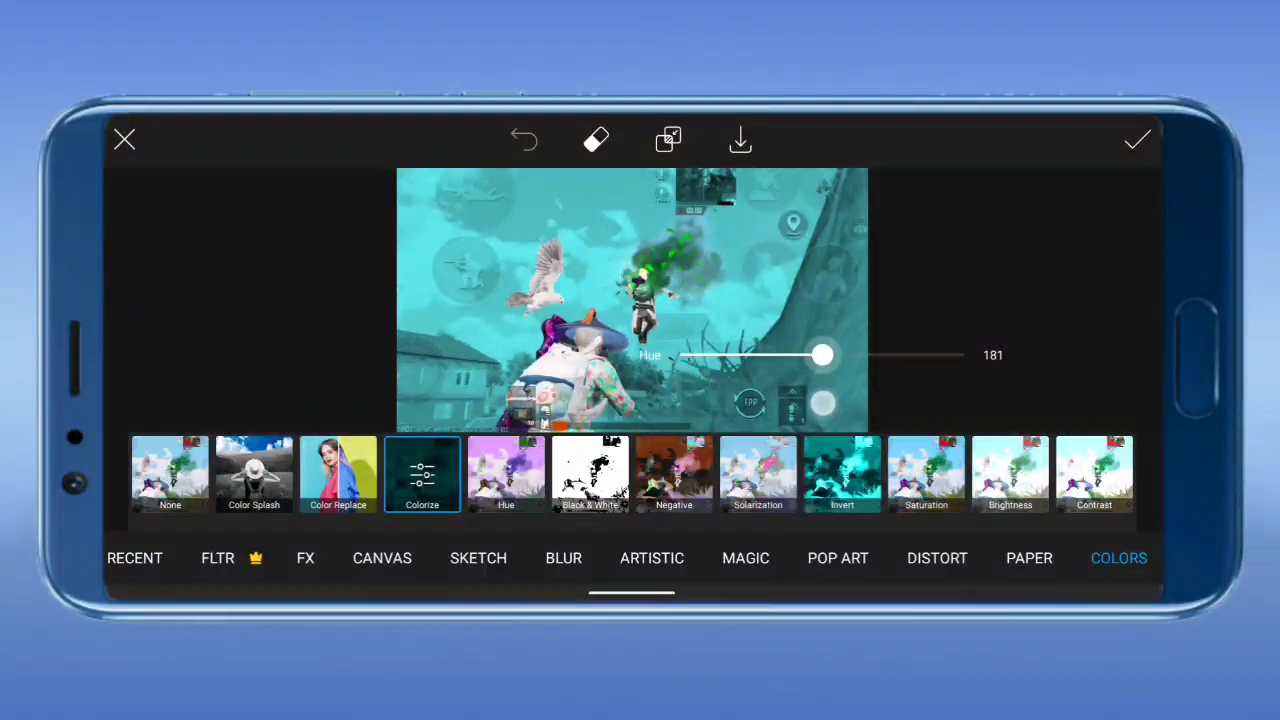 Hue 181
FPP
None Color Splash Color Replace Colorize Hue Black & White Negative Solarization Invert Saturation Brightness Contrast
RECENT FLTR FX CANVAS SKETCH BLUR ARTISTIC MAGIC POP ART DISTORT PAPER COLORS